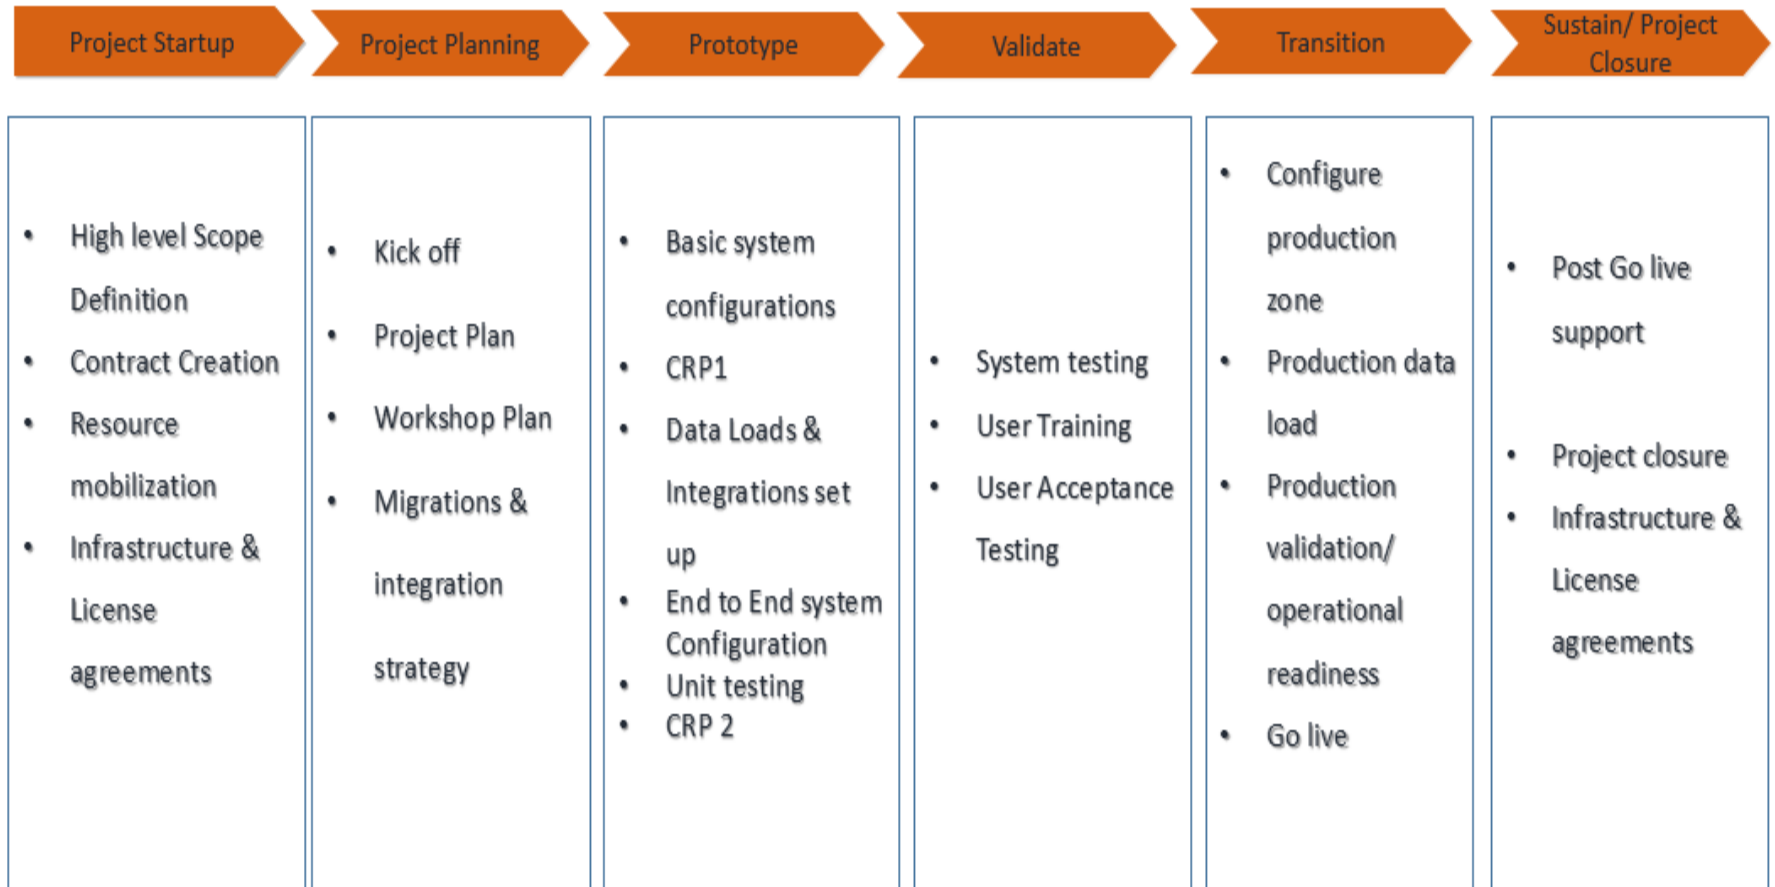 Project Startup
Project Planning
Prototype
Validate
Transition
Sustain/ Project
Closure
• High level Scope
Definition
• Contract Creation
• Resource
mobilization
• Infrastructure &
License
agreements
• Kick off
• Project Plan
• Workshop Plan
• Migrations &
integration
strategy
• Basic system
configurations
• CRP1
• Data Loads &
Integrations set
up
• End to End system
Configuration
• Unit testing
• CRP 2
• System testing
• User Training
• User Acceptance
Testing
• Configure
production
zone
• Production data
load
• Production
validation/
operational
readiness
• Go live
• Post Go live
support
• Project closure
• Infrastructure &
License
agreements